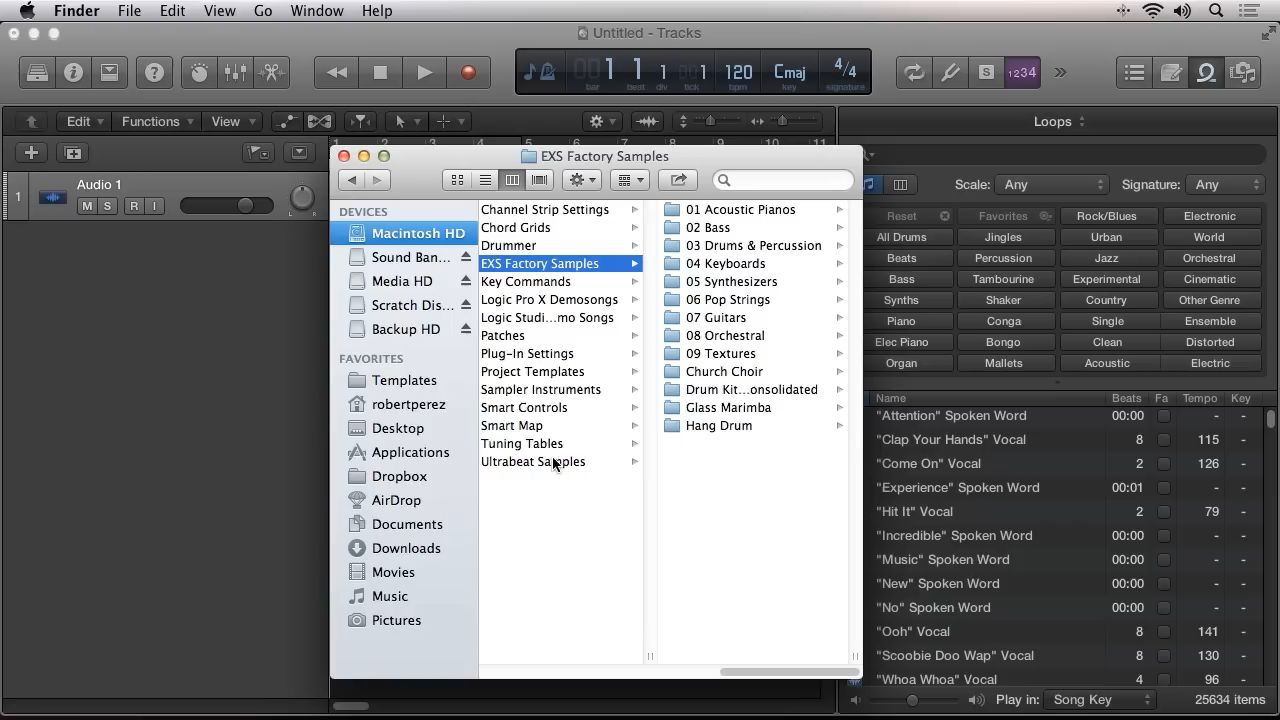 Finder File Edit View Go Window Help
Untitled - Tracks
1 1 1 1 120 Cmaj 4/4
bar beat div tick bpm key signature
1234
Edit Functions View
Loops
1 2 3 4 5 6 7 8 9 10 11
1
Audio 1
M S R I
L R
EXS Factory Samples
DEVICES
Macintosh HD
Sound Ban...
Media HD
Scratch Dis...
Backup HD
FAVORITES
Templates
robertperez
Desktop
Applications
Dropbox
AirDrop
Documents
Downloads
Movies
Music
Pictures
Channel Strip Settings
Chord Grids
Drummer
EXS Factory Samples
Key Commands
Logic Pro X Demosongs
Logic Studi...mo Songs
Patches
Plug-In Settings
Project Templates
Sampler Instruments
Smart Controls
Smart Map
Tuning Tables
Ultrabeat Samples
01 Acoustic Pianos
02 Bass
03 Drums & Percussion
04 Keyboards
05 Synthesizers
06 Pop Strings
07 Guitars
08 Orchestral
09 Textures
Church Choir
Drum Kit...onsolidated
Glass Marimba
Hang Drum
Scale: Any Signature: Any
Reset Favorites Rock/Blues Electronic
All Drums Jingles Urban World
Beats Percussion Jazz Orchestral
Bass Tambourine Experimental Cinematic
Synths Shaker Country Other Genre
Piano Conga Single Ensemble
Elec Piano Bongo Clean Distorted
Organ Mallets Acoustic Electric
Name Beats Fa Tempo Key
"Attention" Spoken Word 00:00 - -
"Clap Your Hands" Vocal 8 115 -
"Come On" Vocal 2 126 -
"Experience" Spoken Word 00:01 - -
"Hit It" Vocal 2 79 -
"Incredible" Spoken Word 00:00 - -
"Music" Spoken Word 00:00 - -
"New" Spoken Word 00:00 - -
"No" Spoken Word 00:00 - -
"Ooh" Vocal 8 141 -
"Scoobie Doo Wap" Vocal 8 130 -
"Whoa Whoa" Vocal 4 96 -
Play in: Song Key 25634 items